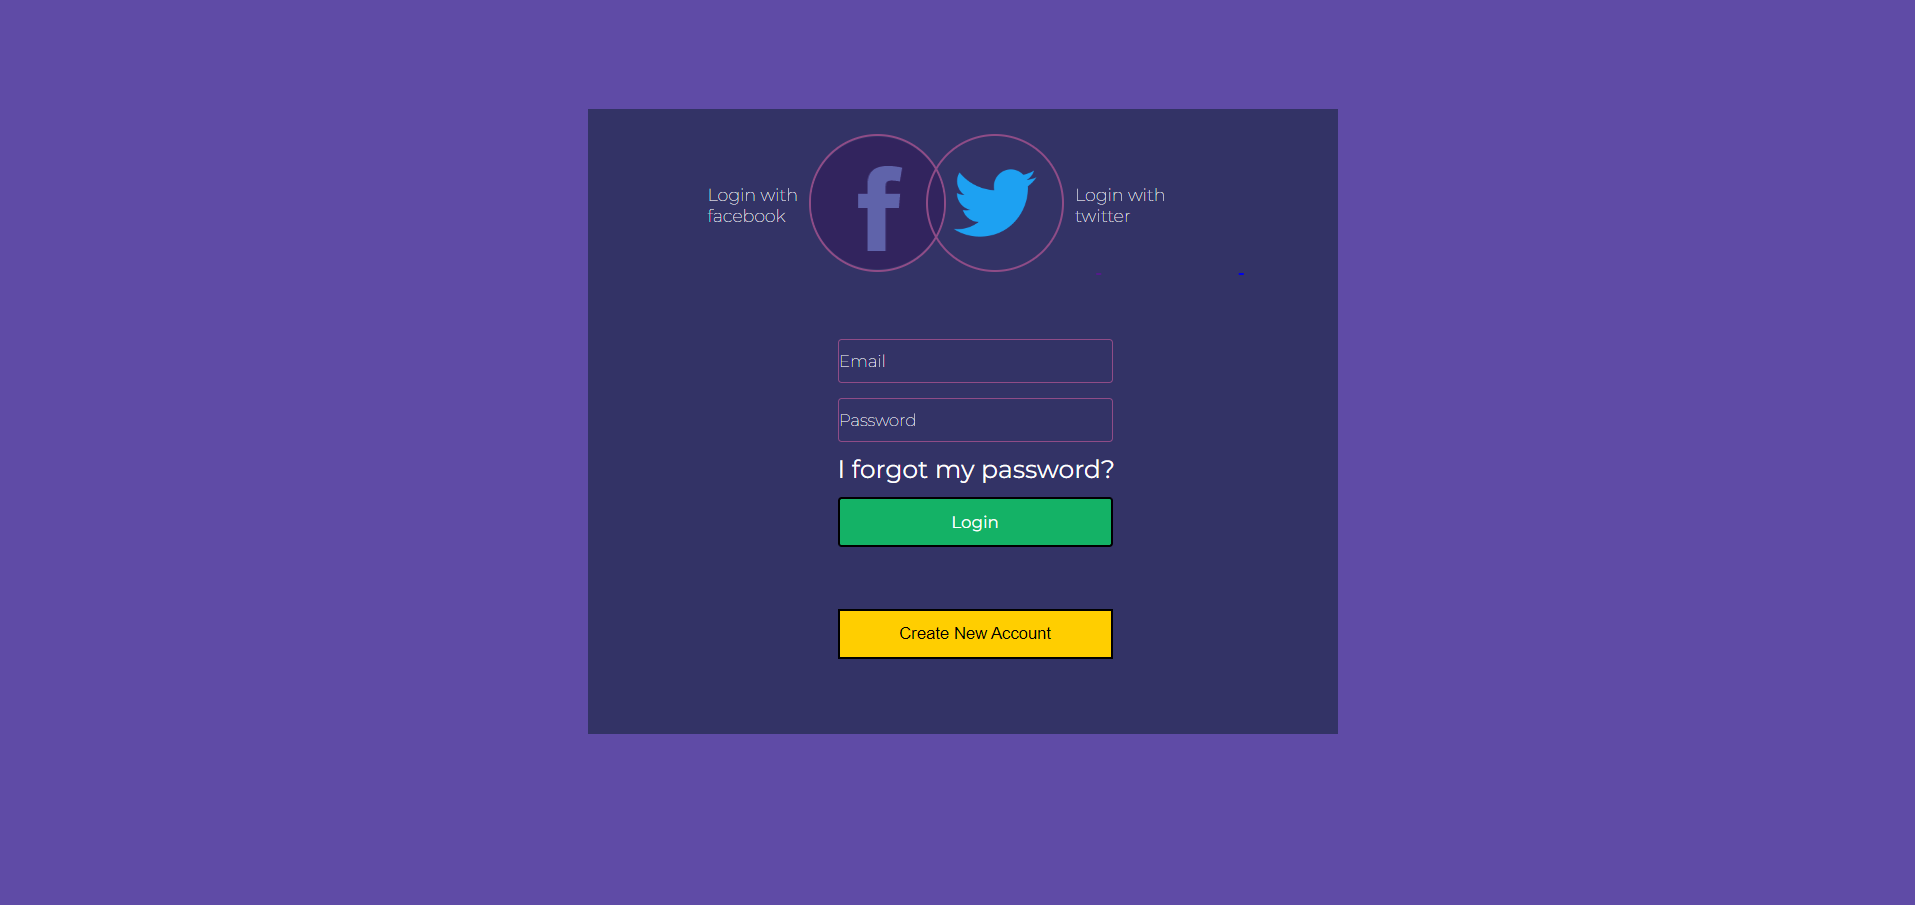 Login with
facebook
f
Login with
twitter
Email
Password
I forgot my password?
Login
Create New Account